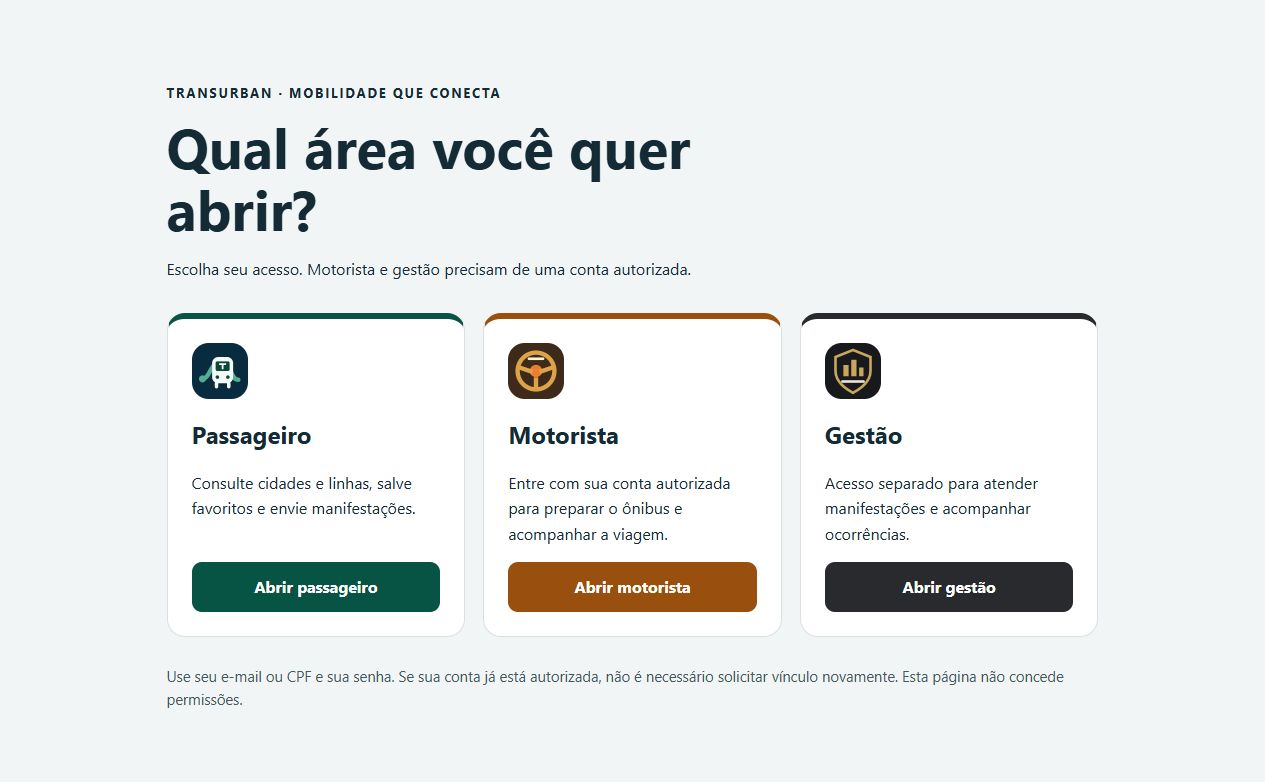 TRANSURBAN · MOBILIDADE QUE CONECTA
Qual área você quer
abrir?
Escolha seu acesso. Motorista e gestão precisam de uma conta autorizada.
T
Passageiro
Consulte cidades e linhas, salve
favoritos e envie manifestações.
Abrir passageiro
Motorista
Entre com sua conta autorizada
para preparar o ônibus e
acompanhar a viagem.
Abrir motorista
Gestão
Acesso separado para atender
manifestações e acompanhar
ocorrências.
Abrir gestão
Use seu e-mail ou CPF e sua senha. Se sua conta já está autorizada, não é necessário solicitar vínculo novamente. Esta página não concede
permissões.